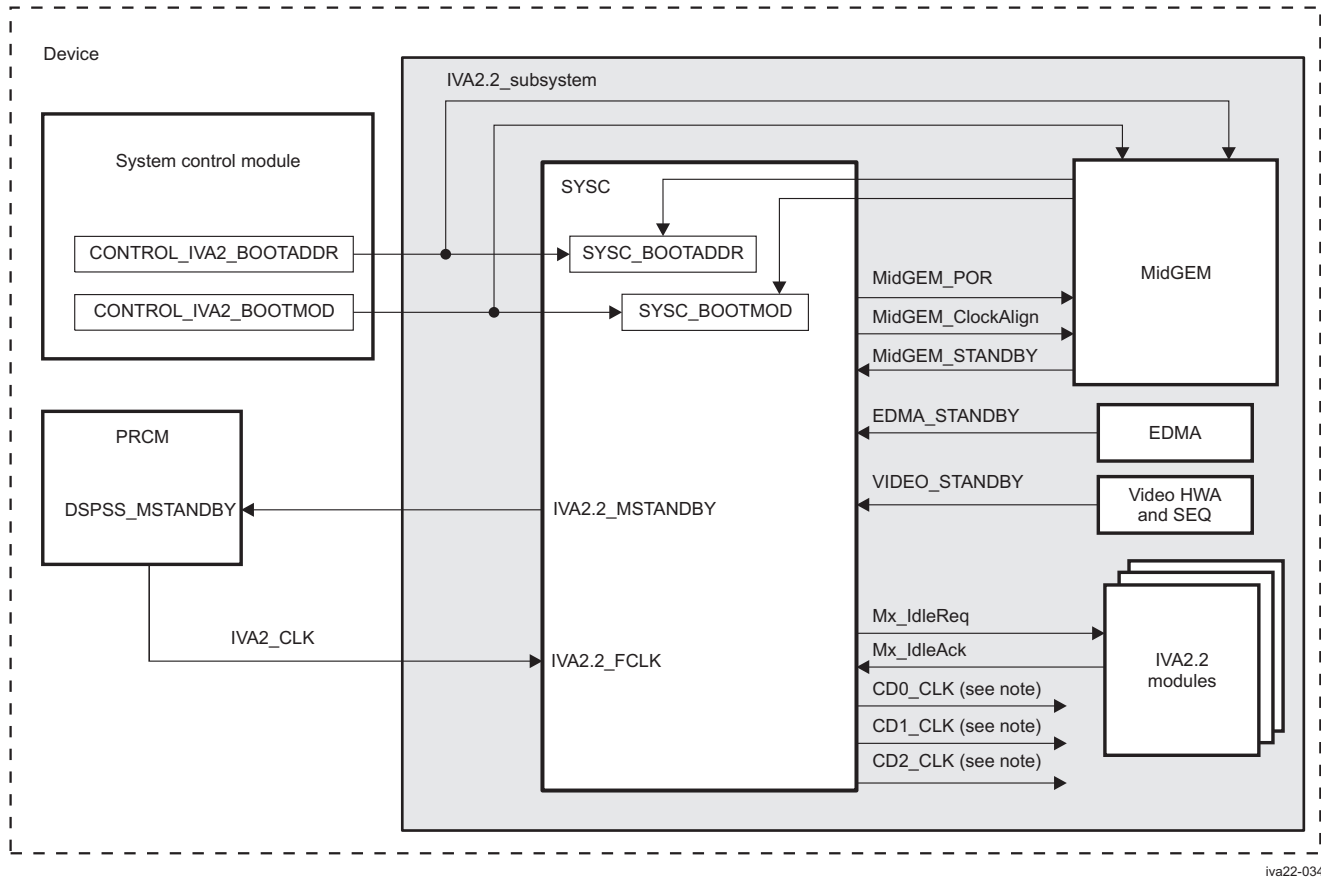 Device
IVA2.2_subsystem
System control module
CONTROL_IVA2_BOOTADDR
CONTROL_IVA2_BOOTMOD
SYSC
SYSC_BOOTADDR
SYSC_BOOTMOD
MidGEM
MidGEM_POR
MidGEM_ClockAlign
MidGEM_STANDBY
PRCM
DSPSS_MSTANDBY
IVA2.2_MSTANDBY
EDMA_STANDBY
EDMA
VIDEO_STANDBY
Video HWA
and SEQ
IVA2_CLK
IVA2.2_FCLK
Mx_IdleReq
Mx_IdleAck
IVA2.2
modules
CD0_CLK (see note)
CD1_CLK (see note)
CD2_CLK (see note)
iva22-034